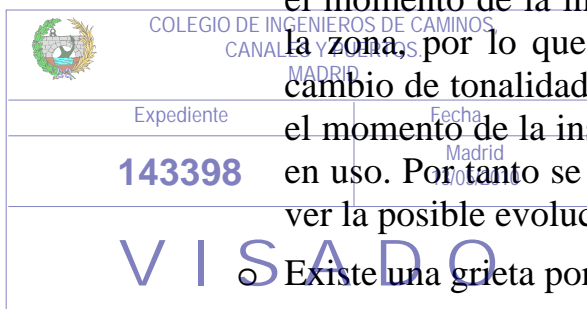 el momento de la in
COLEGIO DE INGENIEROS DE CAMINOS,
CANALES Y PUERTOS.
MADRID
la zona, por lo que
cambio de tonalidad
Expediente
Fecha
el momento de la ins
143398
Madrid
en uso. Por tanto se
ver la posible evoluc
VISADO
o Existe una grieta por